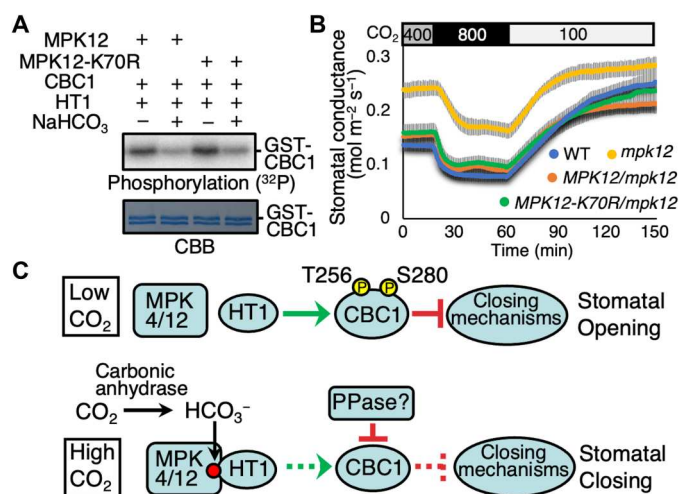 A
MPK12 + +
MPK12-K70R + +
CBC1 + + + +
HT1 + + + +
NaHCO₃ − + − +
GST-
CBC1
Phosphorylation (³²P)
GST-
CBC1
CBB
B
CO₂ 400 800 100
Stomatal conductance
(mol m⁻² s⁻¹)
0.3
0.2
0.1
0
WT mpk12
MPK12/mpk12
MPK12-K70R/mpk12
0 30 60 90 120 150
Time (min)
C
Low
CO₂
MPK
4/12
HT1
T256
S280
P P
CBC1
Closing
mechanisms
Stomatal
Opening
Carbonic
anhydrase
CO₂ HCO₃⁻
PPase?
High
CO₂
MPK
4/12
HT1
CBC1
Closing
mechanisms
Stomatal
Closing